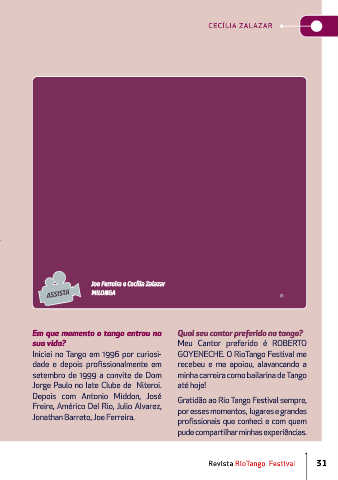 CECÍLIA ZALAZAR
Joe Ferreira e Cecília Zalazar
MILONGA
ASSISTA
Em que momento o tango entrou na
sua vida?
Iniciei no Tango em 1996 por curiosi-
dade e depois profissionalmente em
setembro de 1999 a convite de Dom
Jorge Paulo no Iate Clube de Niteroi.
Depois com Antonio Middon, José
Freire, Américo Del Rio, Julio Alvarez,
Jonathan Barreto, Joe Ferreira.
Qual seu cantor preferido no tango?
Meu Cantor preferido é ROBERTO
GOYENECHE. O RioTango Festival me
recebeu e me apoiou, alavancando a
minha carreira como bailarina de Tango
até hoje!
Gratidão ao Rio Tango Festival sempre,
por esses momentos, lugares e grandes
profissionais que conheci e com quem
pude compartilhar minhas experiências.
Revista RioTango Festival
31